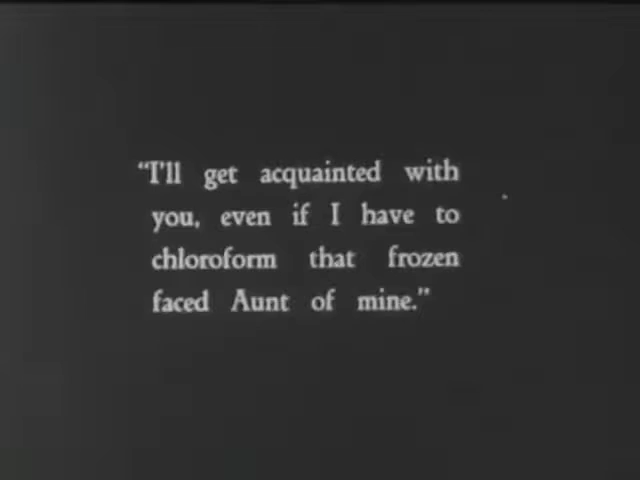 “I'll get acquainted with
you, even if I have to
chloroform that frozen
faced Aunt of mine.”